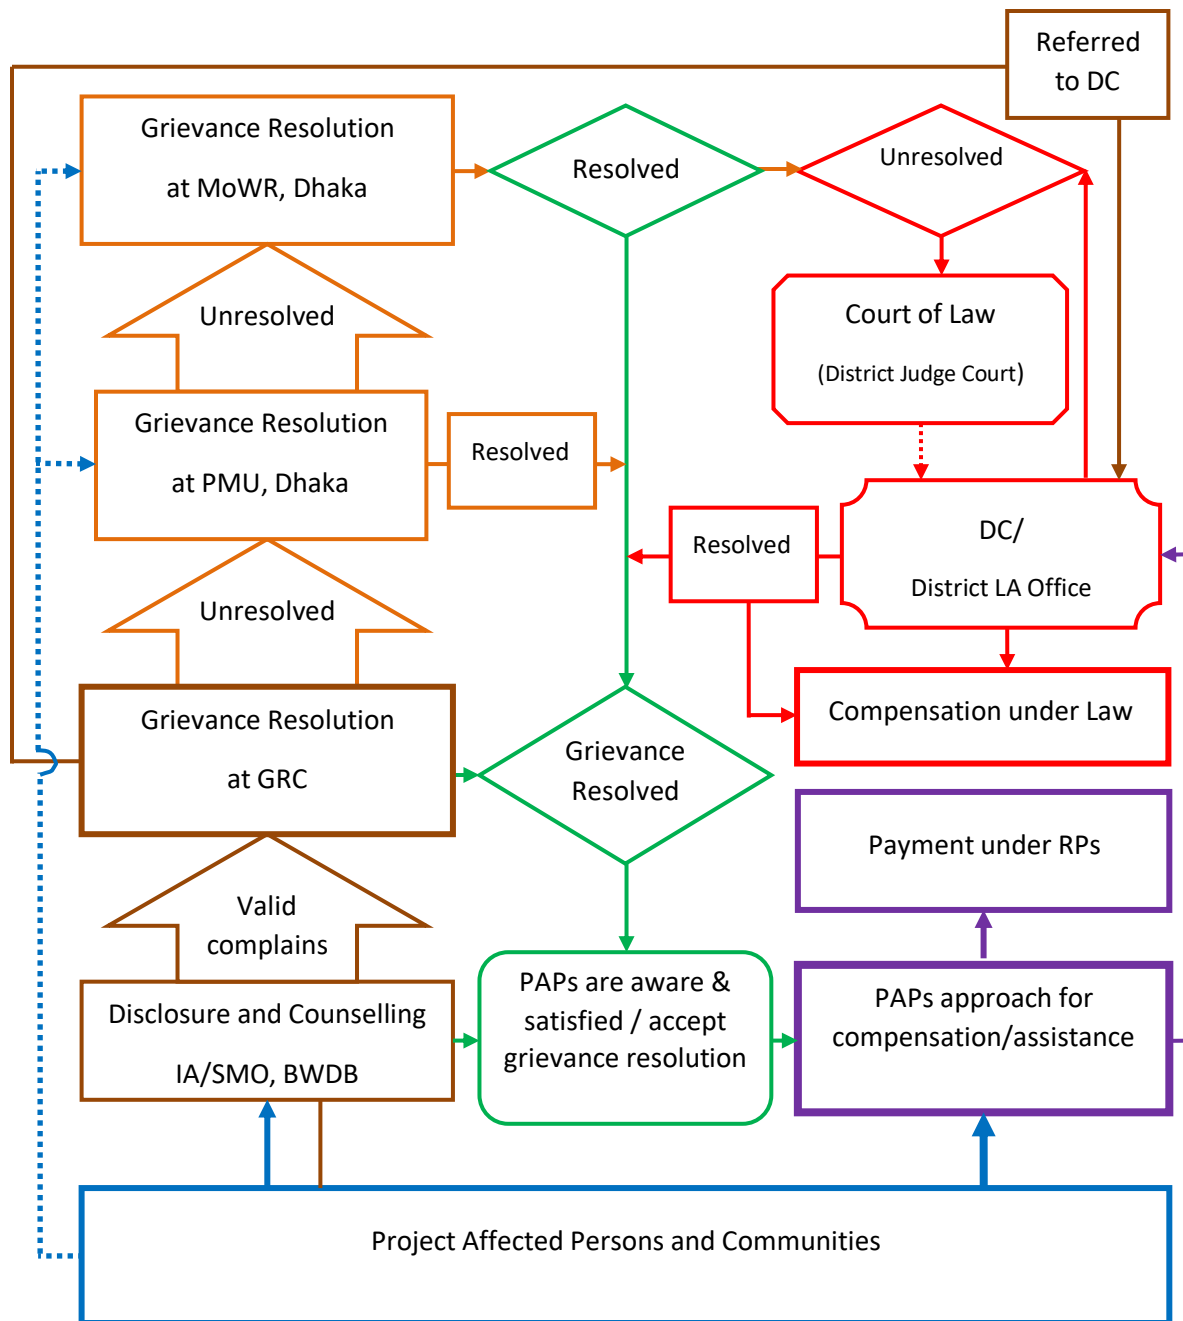 Referred
to DC
Grievance Resolution
at MoWR, Dhaka
Resolved
Unresolved
Unresolved
Court of Law
(District Judge Court)
Grievance Resolution
at PMU, Dhaka
Resolved
Resolved
DC/
District LA Office
Unresolved
Grievance Resolution
at GRC
Grievance
Resolved
Compensation under Law
Payment under RPs
Valid
complains
Disclosure and Counselling
IA/SMO, BWDB
PAPs are aware &
satisfied / accept
grievance resolution
PAPs approach for
compensation/assistance
Project Affected Persons and Communities